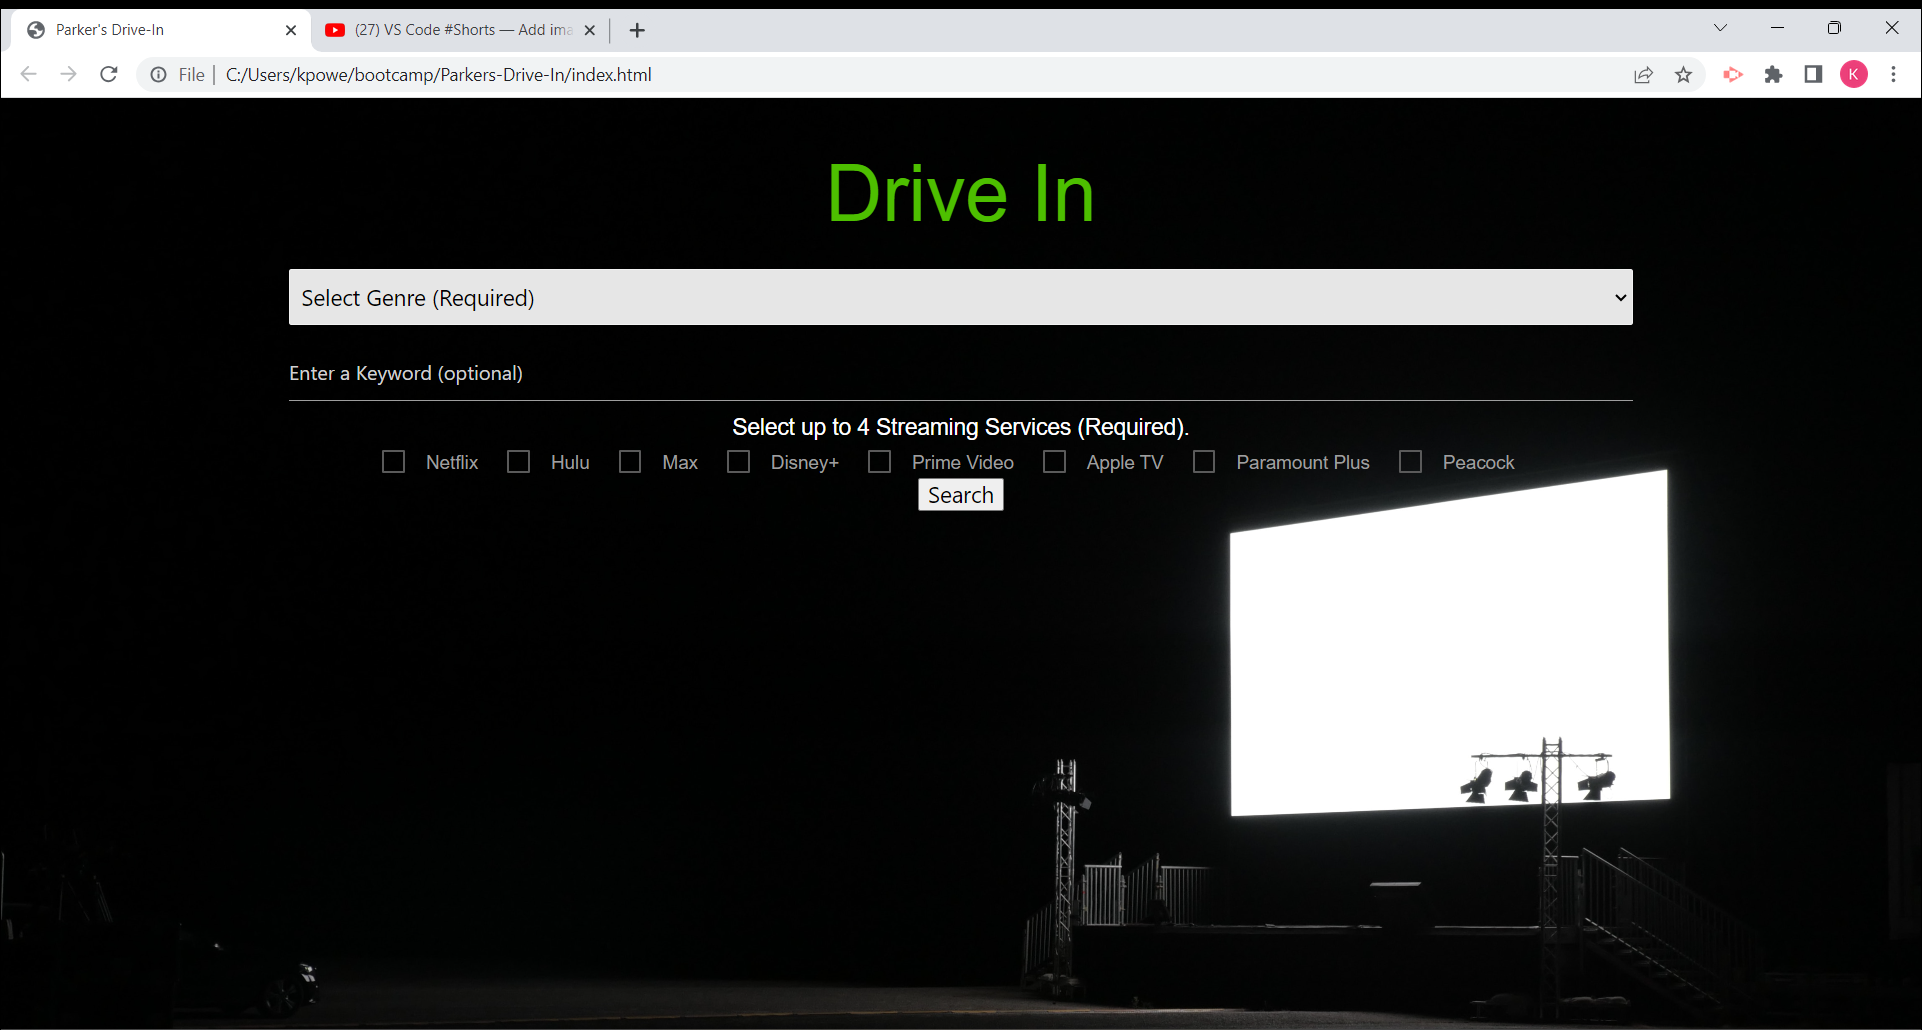 Parker's Drive-In
(27) VS Code #Shorts — Add ima
File
C:/Users/kpowe/bootcamp/Parkers-Drive-In/index.html
K
Drive In
Select Genre (Required)
Enter a Keyword (optional)
Select up to 4 Streaming Services (Required).
Netflix Hulu Max Disney+ Prime Video Apple TV Paramount Plus Peacock
Search